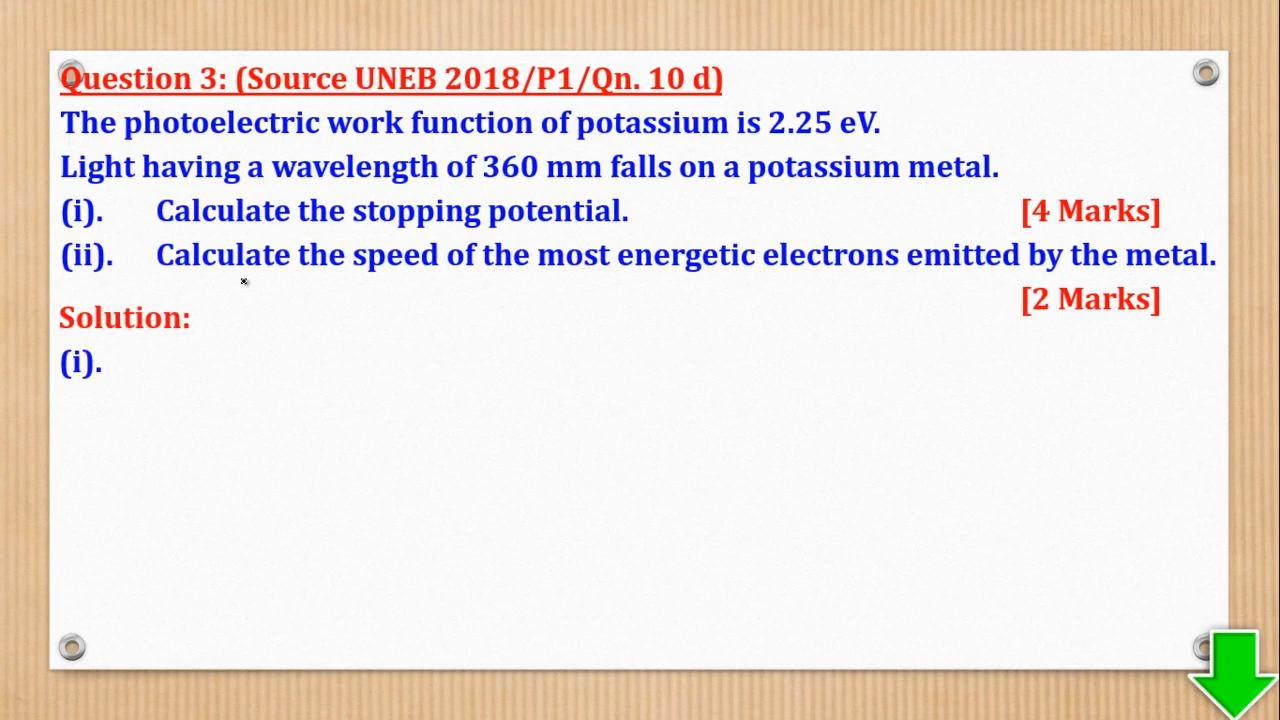 Question 3: (Source UNEB 2018/P1/Qn. 10 d)
The photoelectric work function of potassium is 2.25 eV.
Light having a wavelength of 360 mm falls on a potassium metal.
(i). Calculate the stopping potential. [4 Marks]
(ii). Calculate the speed of the most energetic electrons emitted by the metal.
[2 Marks]
Solution:
(i).